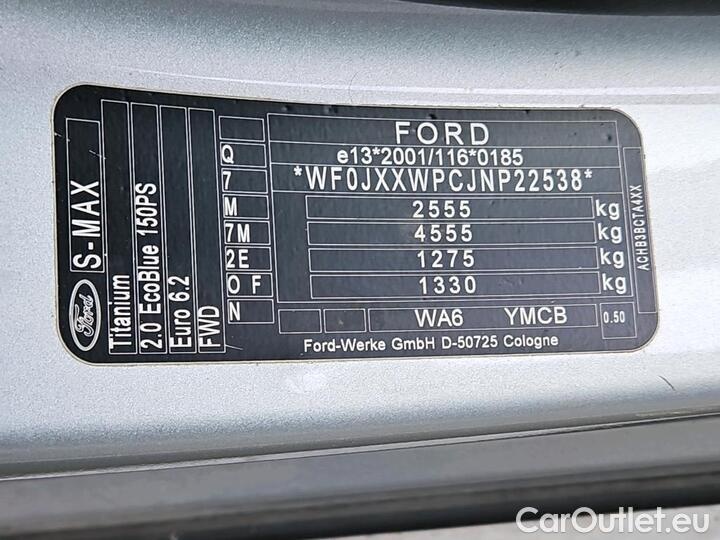 FORD
e13*2001/116*0185
*WF0JXXWPCJNP22538*
2555 kg
4555 kg
1275 kg
1330 kg
WA6 YMCB 0.50
Ford-Werke GmbH D-50725 Cologne
Q
7
M
7M
2E
O F
N
S-MAX
Ford
Titanium
2.0 EcoBlue 150PS
Euro 6.2
FWD
ACHB3BCTA4XX
CarOutlet.eu